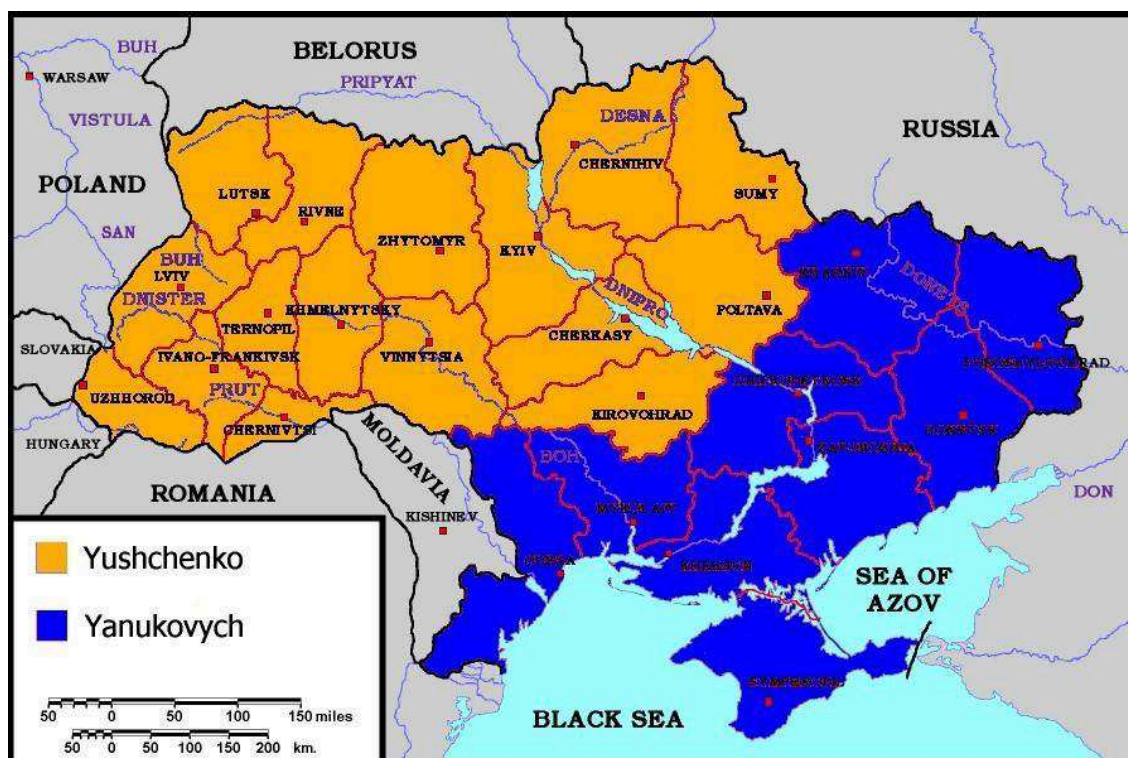 BUH
BELORUS
WARSAW
PRIPYAT
VISTULA
DESNA
RUSSIA
CHERNIHIV
POLAND
SUMY
LUTSK
RIVNE
SAN
ZHYTOMYR
KYIV
BUH
LVIV
DNISTER
DNIPRO
POLTAVA
KHMELNYTSKY
TERNOPIL
CHERKASY
SLOVAKIA
IVANO-FRANKIVSK
VINNYTSIA
UZHHOROD
PRUT
KIROVOHRAD
CHERNIVTSI
HUNGARY
MOLDAVIA
BOH
ROMANIA
DON
KISHINEV
Yushchenko
SEA OF
AZOV
Yanukovych
50 0 50 100 150 miles
BLACK SEA
50 0 50 100 150 200 km.